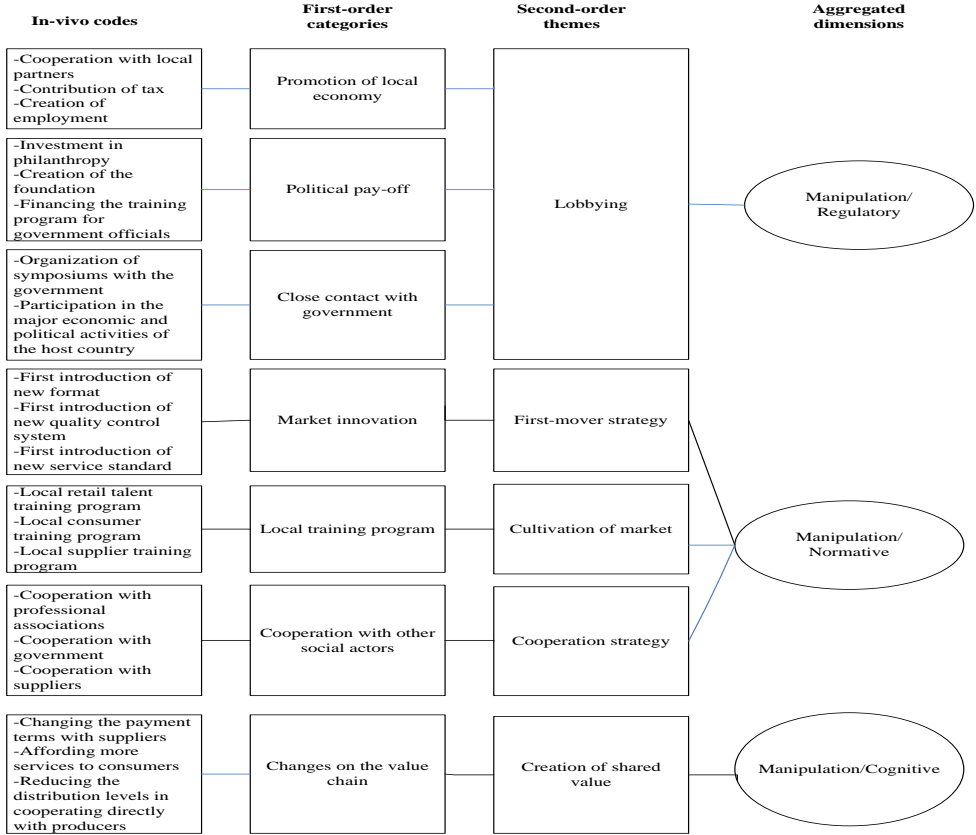 In-vivo codes
First-order
categories
Second-order
themes
Aggregated
dimensions
-Cooperation with local
partners
-Contribution of tax
-Creation of
employment
Promotion of local
economy
-Investment in
philanthropy
-Creation of the
foundation
-Financing the training
program for
government officials
Political pay-off
Lobbying
Manipulation/
Regulatory
-Organization of
symposiums with the
government
-Participation in the
major economic and
political activities of
the host country
Close contact with
government
-First introduction of
new format
-First introduction of
new quality control
system
-First introduction of
new service standard
Market innovation
First-mover strategy
-Local retail talent
training program
-Local consumer
training program
-Local supplier training
program
Local training program
Cultivation of market
Manipulation/
Normative
-Cooperation with
professional
associations
-Cooperation with
government
-Cooperation with
suppliers
Cooperation with other
social actors
Cooperation strategy
-Changing the payment
terms with suppliers
-Affording more
services to consumers
-Reducing the
distribution levels in
cooperating directly
with producers
Changes on the value
chain
Creation of shared
value
Manipulation/Cognitive